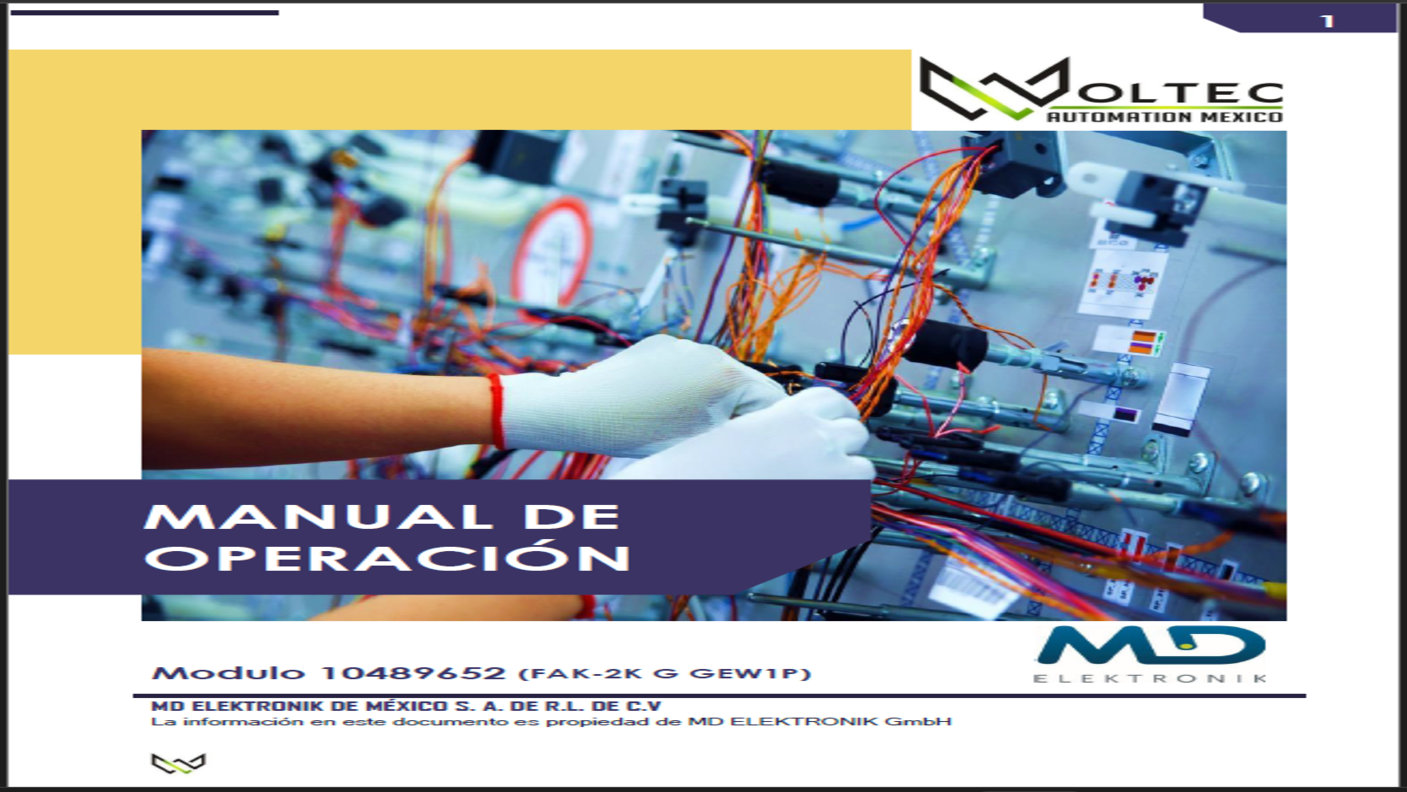 1
WOLTEC
AUTOMATION MEXICO
MANUAL DE
OPERACIÓN
MD
ELEKTRONIK
Modulo 10489652 (FAK-2K G GEW1P)
MD ELEKTRONIK DE MÉXICO S. A. DE R.L. DE C.V
La información en este documento es propiedad de MD ELEKTRONIK GmbH